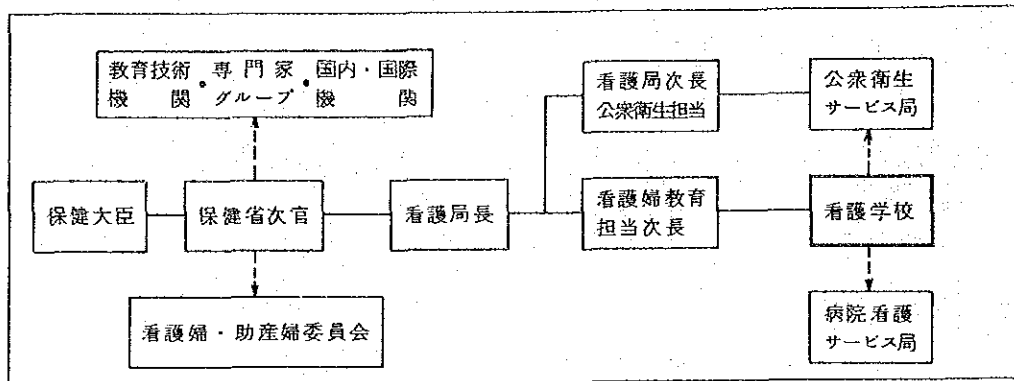 教育技術・専門家・国内・国際
機関 グループ 機関
看護局次長
公衆衛生担当
公衆衛生
サービス局
保健大臣
保健省次官
看護局長
看護婦教育
担当次長
看護学校
看護婦・助産婦委員会
病院看護
サービス局